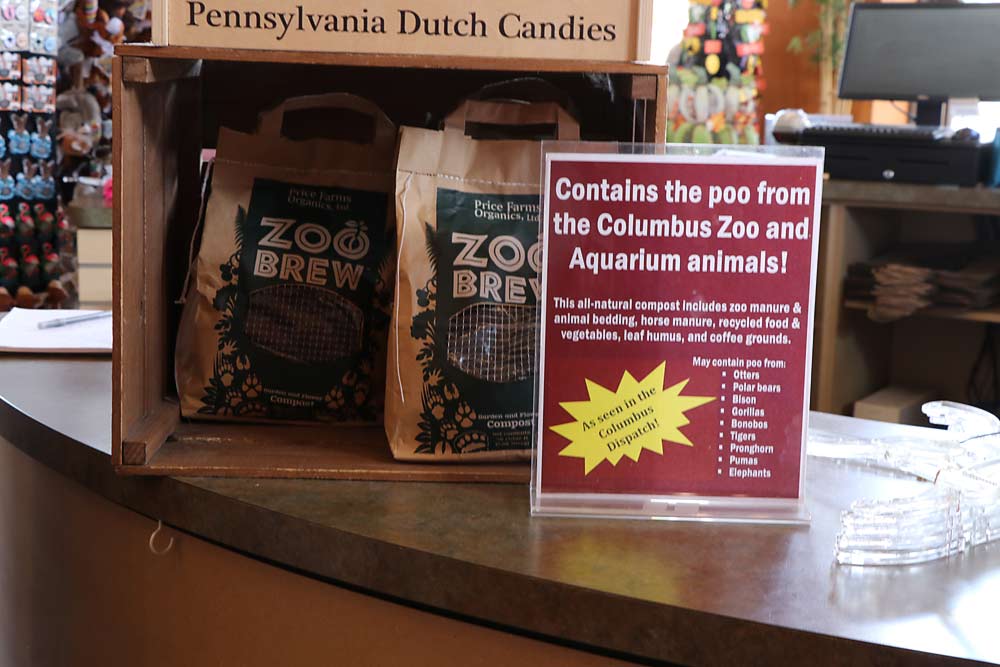 Pennsylvania Dutch Candies
Price Farms
Organics, Ltd.
ZOO
BREW
Garden and Flower
Compost
Price Farms
Organics, Ltd
ZOO
BREW
Garden and Flower
Compost
Contains the poo from
the Columbus Zoo and
Aquarium animals!
This all-natural compost includes zoo manure &
animal bedding, horse manure, recycled food &
vegetables, leaf humus, and coffee grounds.
May contain poo from:
▪ Otters
▪ Polar bears
▪ Bison
▪ Gorillas
▪ Bonobos
▪ Tigers
▪ Pronghorn
▪ Pumas
▪ Elephants
As seen in the
Columbus
Dispatch!